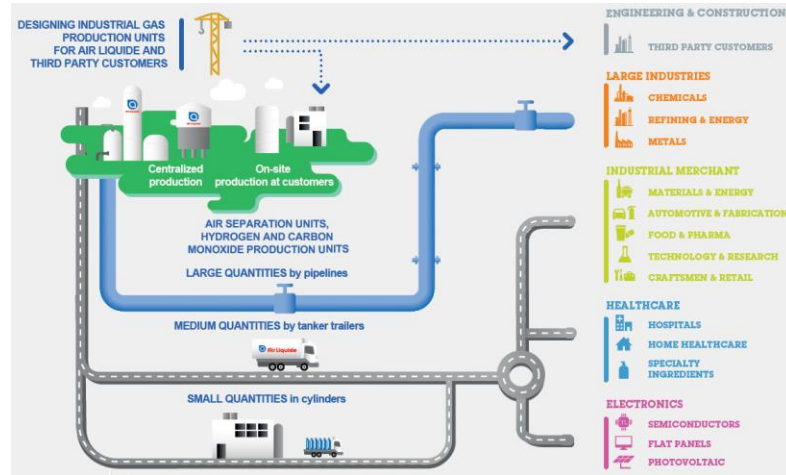 DESIGNING INDUSTRIAL GAS
PRODUCTION UNITS
FOR AIR LIQUIDE AND
THIRD PARTY CUSTOMERS
Air Liquide
Centralized
production
On-site
production at customers
AIR SEPARATION UNITS,
HYDROGEN AND CARBON
MONOXIDE PRODUCTION UNITS
LARGE QUANTITIES by pipelines
MEDIUM QUANTITIES by tanker trailers
Air Liquide
SMALL QUANTITIES in cylinders
ENGINEERING & CONSTRUCTION
THIRD PARTY CUSTOMERS
LARGE INDUSTRIES
CHEMICALS
REFINING & ENERGY
METALS
INDUSTRIAL MERCHANT
MATERIALS & ENERGY
AUTOMOTIVE & FABRICATION
FOOD & PHARMA
TECHNOLOGY & RESEARCH
CRAFTSMEN & RETAIL
HEALTHCARE
HOSPITALS
HOME HEALTHCARE
SPECIALTY
INGREDIENTS
ELECTRONICS
SEMICONDUCTORS
FLAT PANELS
PHOTOVOLTAIC